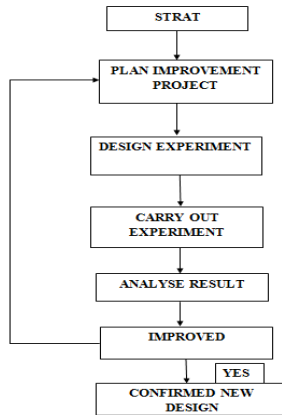 STRAT
PLAN IMPROVEMENT
PROJECT
DESIGN EXPERIMENT
CARRY OUT
EXPERIMENT
ANALYSE RESULT
IMPROVED
YES
CONFIRMED NEW
DESIGN